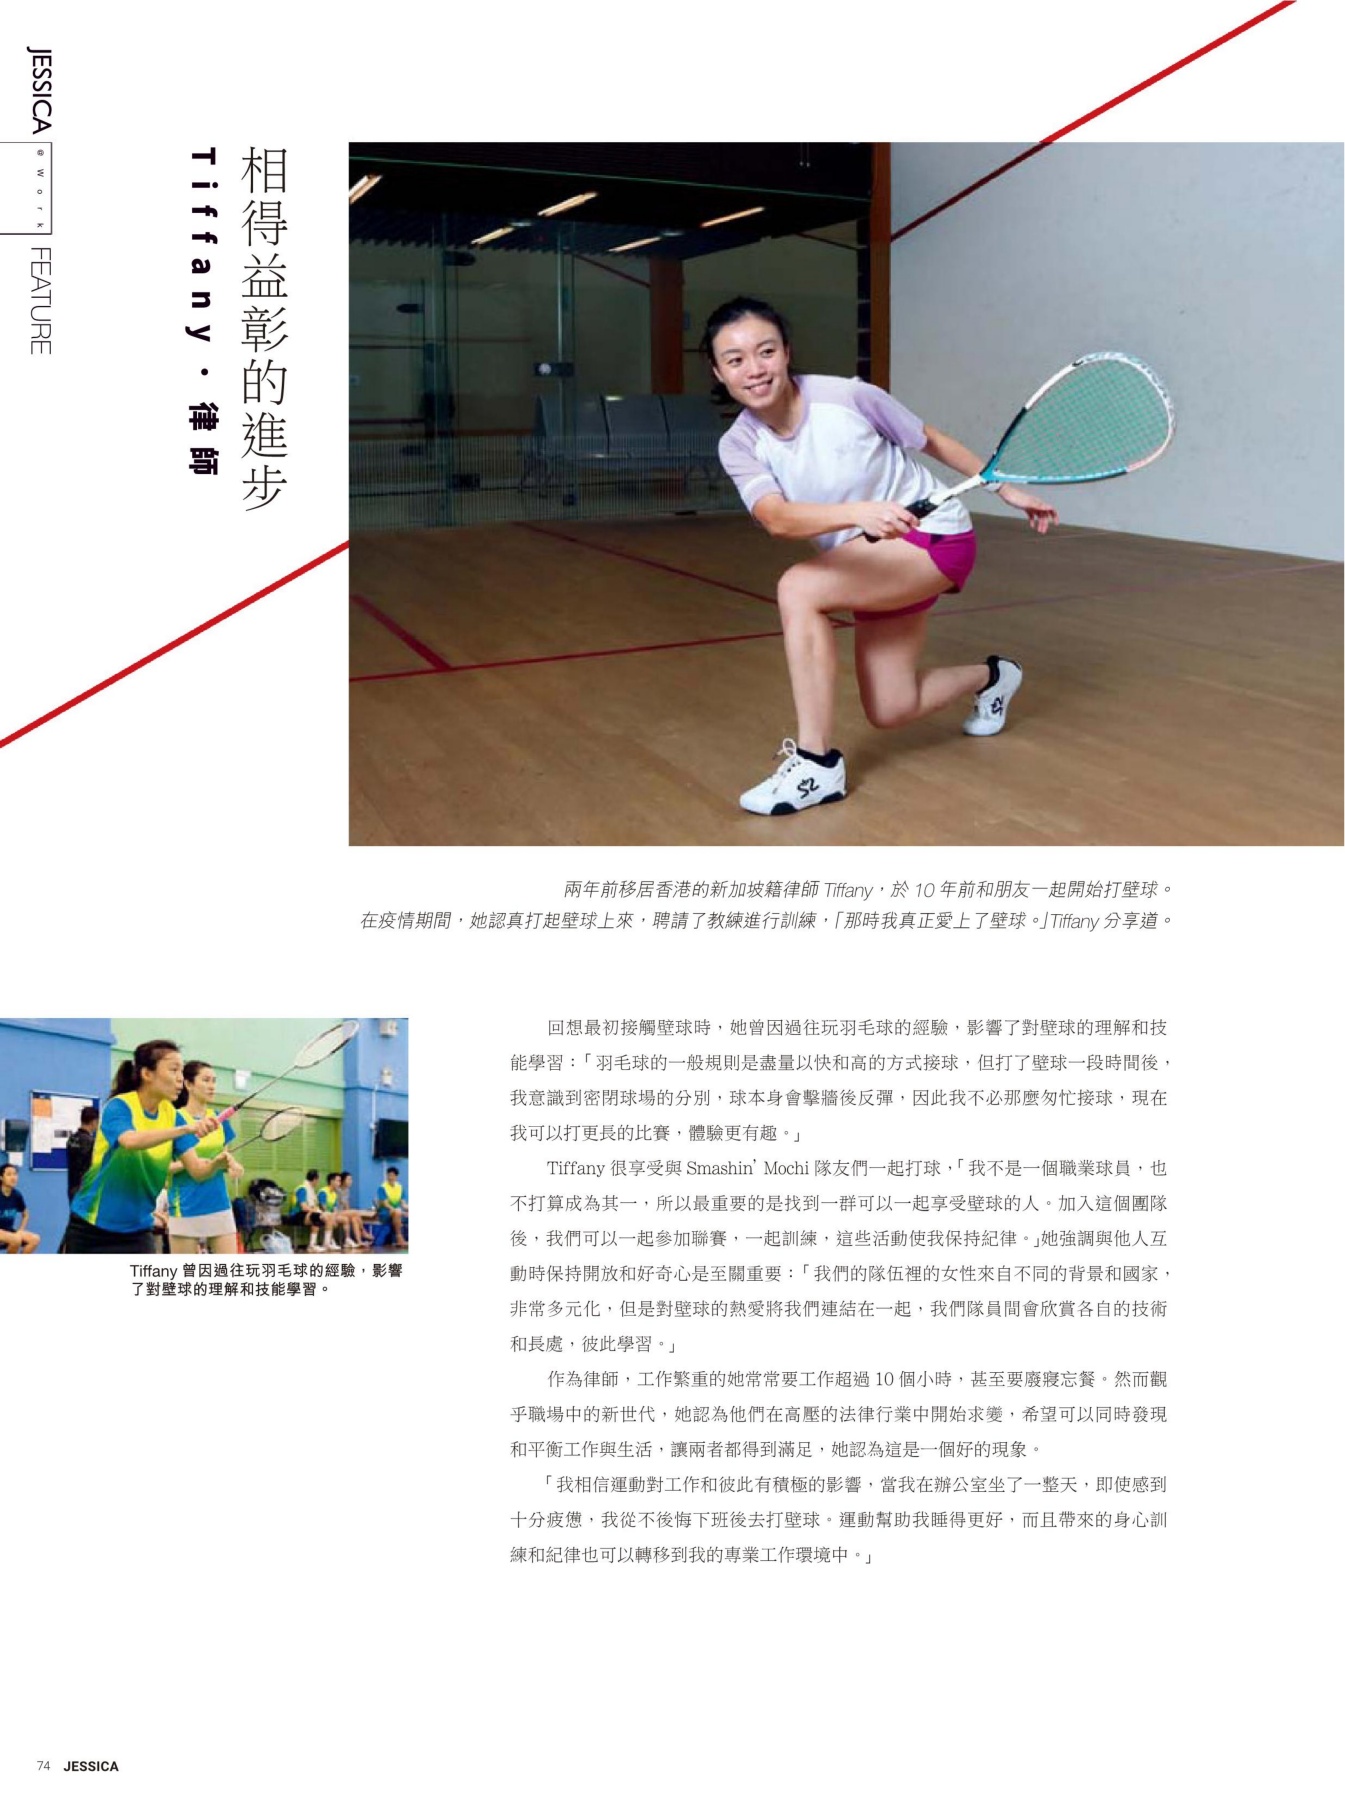 JESSICA
@work
FEATURE
相得益彰的進步
Tiffany·律師
兩年前移居香港的新加坡籍律師 Tiffany，於 10 年前和朋友一起開始打壁球。
在疫情期間，她認真打起壁球上來，聘請了教練進行訓練，「那時我真正愛上了壁球。」Tiffany 分享道。
回想最初接觸壁球時，她曾因過往玩羽毛球的經驗，影響了對壁球的理解和技
能學習：「羽毛球的一般規則是盡量以快和高的方式接球，但打了壁球一段時間後，
我意識到密閉球場的分別，球本身會擊牆後反彈，因此我不必那麼匆忙接球，現在
我可以打更長的比賽，體驗更有趣。」
Tiffany 很享受與 Smashin’ Mochi 隊友們一起打球，「我不是一個職業球員，也
不打算成為其一，所以最重要的是找到一群可以一起享受壁球的人。加入這個團隊
後，我們可以一起參加聯賽，一起訓練，這些活動使我保持紀律。」她強調與他人互
動時保持開放和好奇心是至關重要：「我們的隊伍裡的女性來自不同的背景和國家，
非常多元化，但是對壁球的熱愛將我們連結在一起，我們隊員間會欣賞各自的技術
和長處，彼此學習。」
作為律師，工作繁重的她常常要工作超過 10 個小時，甚至要廢寢忘餐。然而觀
乎職場中的新世代，她認為他們在高壓的法律行業中開始求變，希望可以同時發現
和平衡工作與生活，讓兩者都得到滿足，她認為這是一個好的現象。
「我相信運動對工作和彼此有積極的影響，當我在辦公室坐了一整天，即使感到
十分疲憊，我從不後悔下班後去打壁球。運動幫助我睡得更好，而且帶來的身心訓
練和紀律也可以轉移到我的專業工作環境中。」
Tiffany 曾因過往玩羽毛球的經驗，影響
了對壁球的理解和技能學習。
74 JESSICA